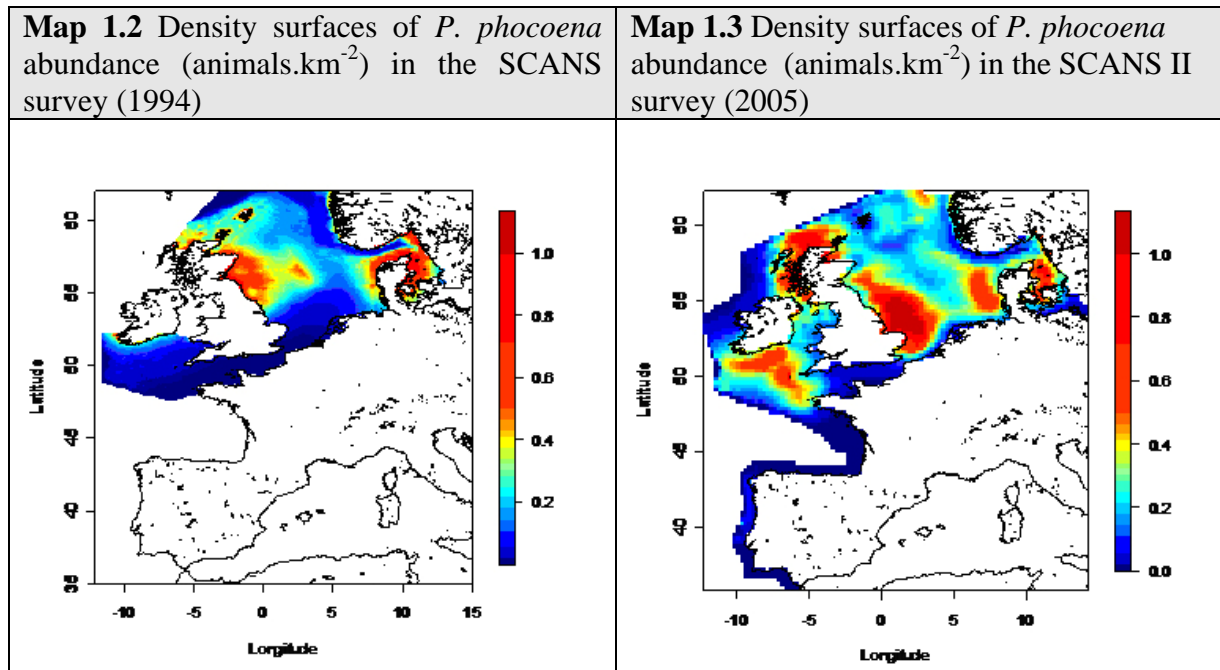 Map 1.2 Density surfaces of P. phocoena
abundance (animals.km⁻²) in the SCANS
survey (1994)
Map 1.3 Density surfaces of P. phocoena
abundance (animals.km⁻²) in the SCANS II
survey (2005)
60
55
50
45
40
35
Latitude
-10 -5 0 5 10 15
Longitude
1.0
0.8
0.6
0.4
0.2
60
55
50
45
40
Latitude
-10 -5 0 5 10
Longitude
1.0
0.8
0.6
0.4
0.2
0.0